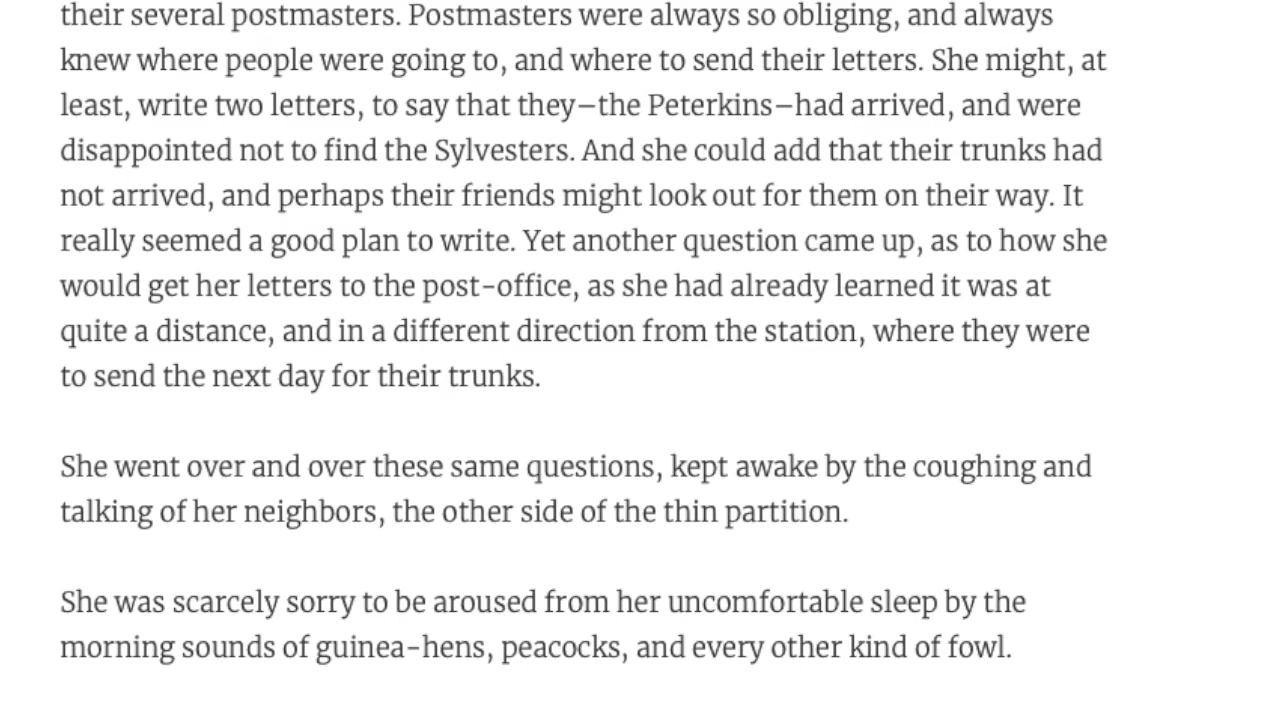 their several postmasters. Postmasters were always so obliging, and always
knew where people were going to, and where to send their letters. She might, at
least, write two letters, to say that they–the Peterkins–had arrived, and were
disappointed not to find the Sylvesters. And she could add that their trunks had
not arrived, and perhaps their friends might look out for them on their way. It
really seemed a good plan to write. Yet another question came up, as to how she
would get her letters to the post-office, as she had already learned it was at
quite a distance, and in a different direction from the station, where they were
to send the next day for their trunks.
She went over and over these same questions, kept awake by the coughing and
talking of her neighbors, the other side of the thin partition.
She was scarcely sorry to be aroused from her uncomfortable sleep by the
morning sounds of guinea-hens, peacocks, and every other kind of fowl.